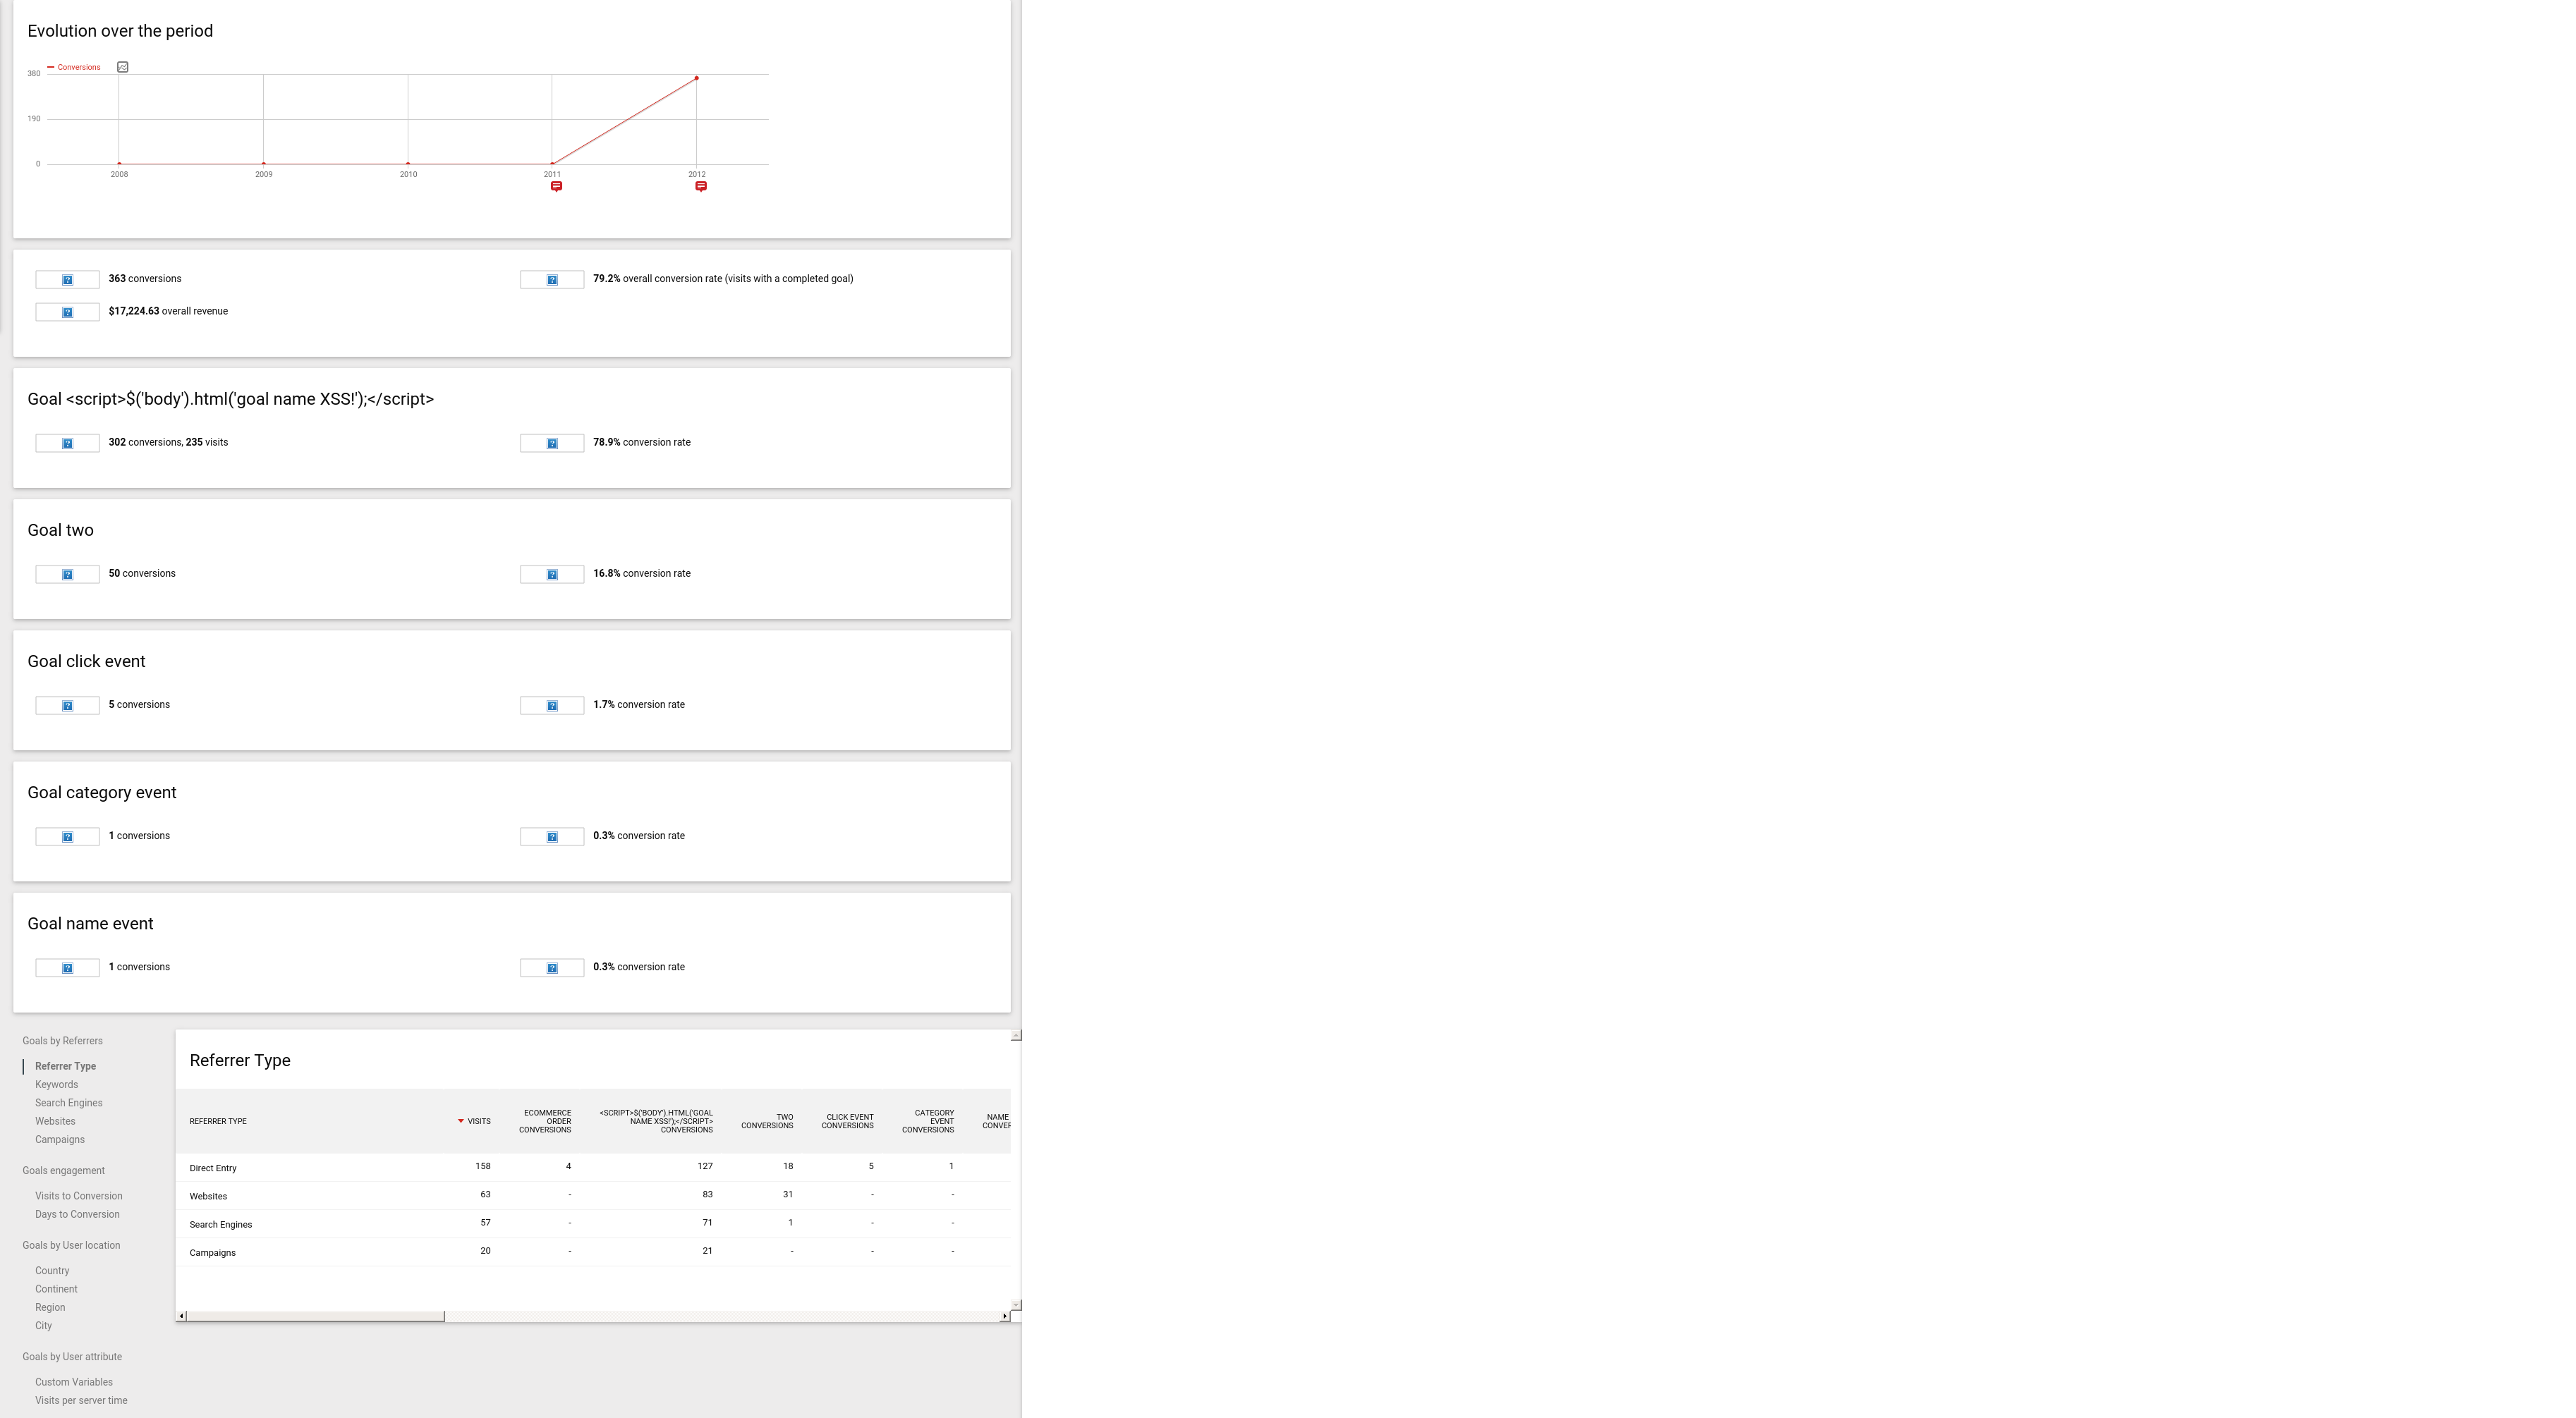 Evolution over the period
Conversions
380
190
0
2008 2009 2010 2011 2012
363 conversions 79.2% overall conversion rate (visits with a completed goal)
$17,224.63 overall revenue
Goal <script>$('body').html('goal name XSS!');</script>
302 conversions, 235 visits 78.9% conversion rate
Goal two
50 conversions 16.8% conversion rate
Goal click event
5 conversions 1.7% conversion rate
Goal category event
1 conversions 0.3% conversion rate
Goal name event
1 conversions 0.3% conversion rate
Goals by Referrers
Referrer Type
Keywords
Search Engines
Websites
Campaigns
Goals engagement
Visits to Conversion
Days to Conversion
Goals by User location
Country
Continent
Region
City
Goals by User attribute
Custom Variables
Visits per server time
Referrer Type
REFERRER TYPE
VISITS
ECOMMERCE
ORDER
CONVERSIONS
<SCRIPT>$('BODY').HTML('GOAL
NAME XSS!');</SCRIPT>
CONVERSIONS
TWO
CONVERSIONS
CLICK EVENT
CONVERSIONS
CATEGORY
EVENT
CONVERSIONS
NAME
Direct Entry 158 4 127 18 5 1
Websites 63 - 83 31 - -
Search Engines 57 - 71 1 - -
Campaigns 20 - 21 - - -